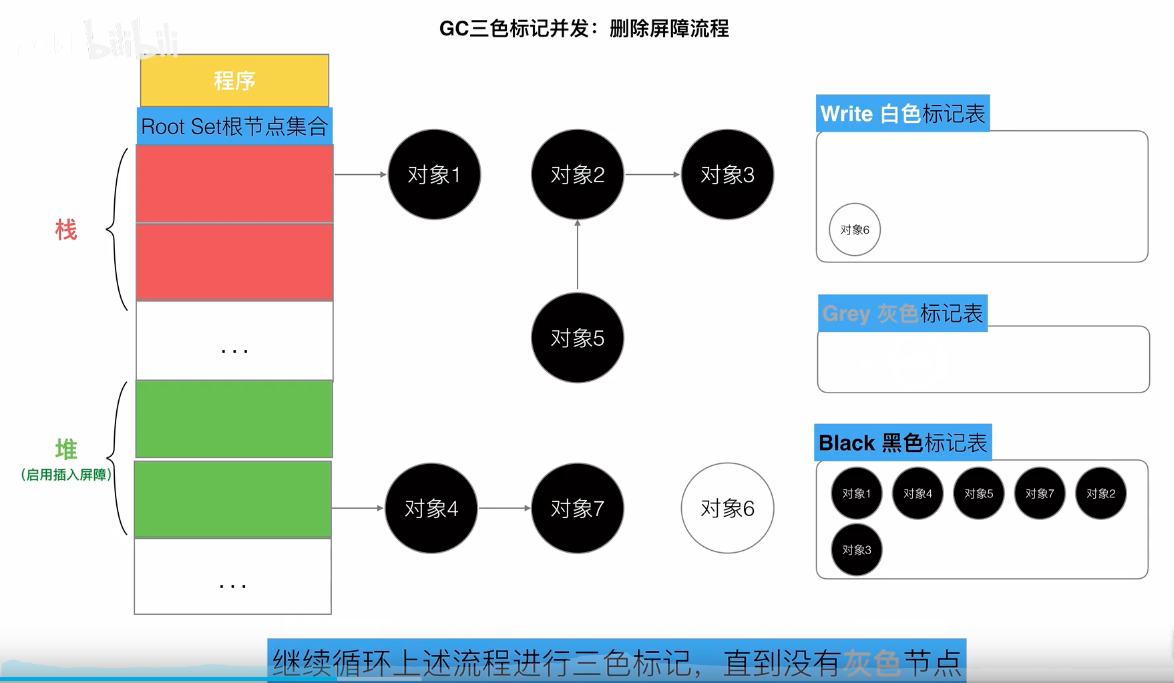 GC三色标记并发：删除屏障流程
bilibili
程序
Root Set根节点集合
栈
...
堆
(启用插入屏障)
...
对象1
对象2
对象3
对象5
对象4
对象7
对象6
Write 白色标记表
对象6
Grey 灰色标记表
Black 黑色标记表
对象1 对象4 对象5 对象7 对象2
对象3
继续循环上述流程进行三色标记，直到没有灰色节点